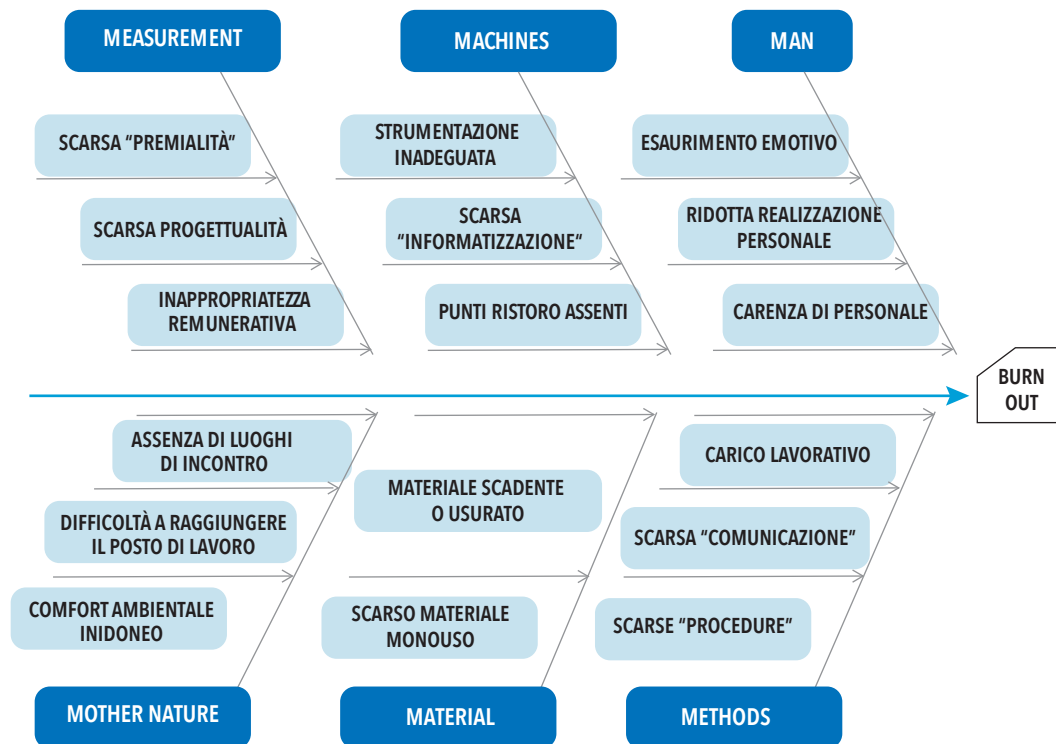 MEASUREMENT
MACHINES
MAN
SCARSA “PREMIALITÀ“
STRUMENTAZIONE
INADEGUATA
ESAURIMENTO EMOTIVO
SCARSA PROGETTUALITÀ
SCARSA
“INFORMATIZZAZIONE“
RIDOTTA REALIZZAZIONE
PERSONALE
INAPPROPRIATEZZA
REMUNERATIVA
PUNTI RISTORO ASSENTI
CARENZA DI PERSONALE
BURN
OUT
ASSENZA DI LUOGHI
DI INCONTRO
MATERIALE SCADENTE
O USURATO
CARICO LAVORATIVO
DIFFICOLTÀ A RAGGIUNGERE
IL POSTO DI LAVORO
SCARSA “COMUNICAZIONE”
COMFORT AMBIENTALE
INIDONEO
SCARSO MATERIALE
MONOUSO
SCARSE “PROCEDURE”
MOTHER NATURE
MATERIAL
METHODS